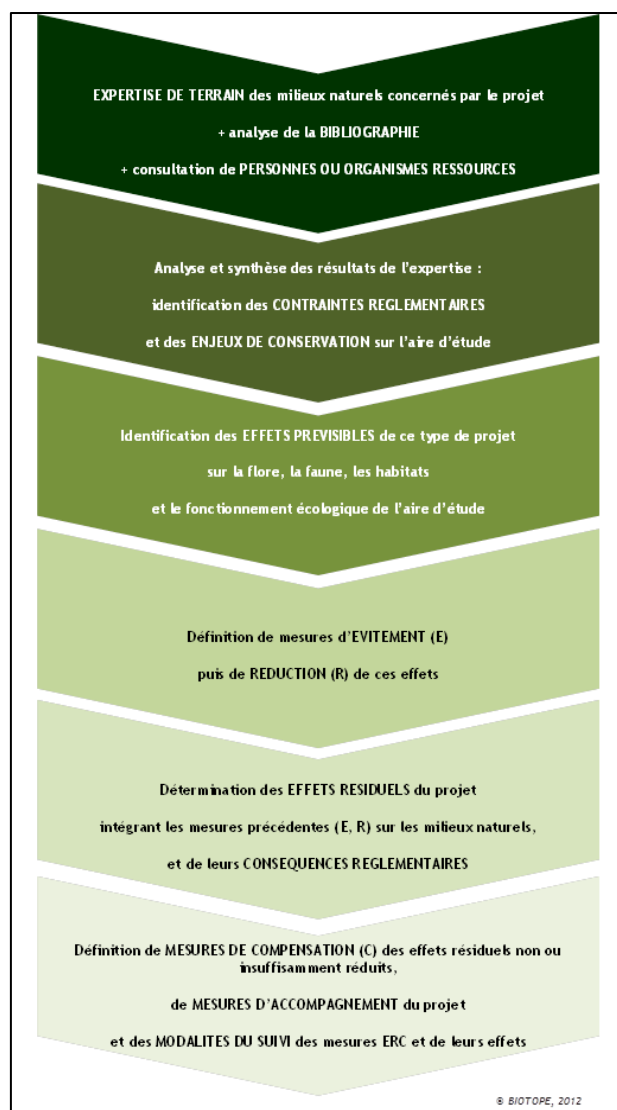 EXPERTISE DE TERRAIN des milieux naturels concernés par le projet
+ analyse de la BIBLIOGRAPHIE
+ consultation de PERSONNES OU ORGANISMES RESSOURCES
Analyse et synthèse des résultats de l'expertise :
identification des CONTRAINTES REGLEMENTAIRES
et des ENJEUX DE CONSERVATION sur l'aire d'étude
Identification des EFFETS PREVISIBLES de ce type de projet
sur la flore, la faune, les habitats
et le fonctionnement écologique de l'aire d'étude
Définition de mesures d'EVITEMENT (E)
puis de REDUCTION (R) de ces effets
Détermination des EFFETS RESIDUELS du projet
intégrant les mesures précédentes (E, R) sur les milieux naturels,
et de leurs CONSEQUENCES REGLEMENTAIRES
Définition de MESURES DE COMPENSATION (C) des effets résiduels non ou
insuffisamment réduits,
de MESURES D'ACCOMPAGNEMENT du projet
et des MODALITES DU SUIVI des mesures ERC et de leurs effets
© BIOTOPE, 2012